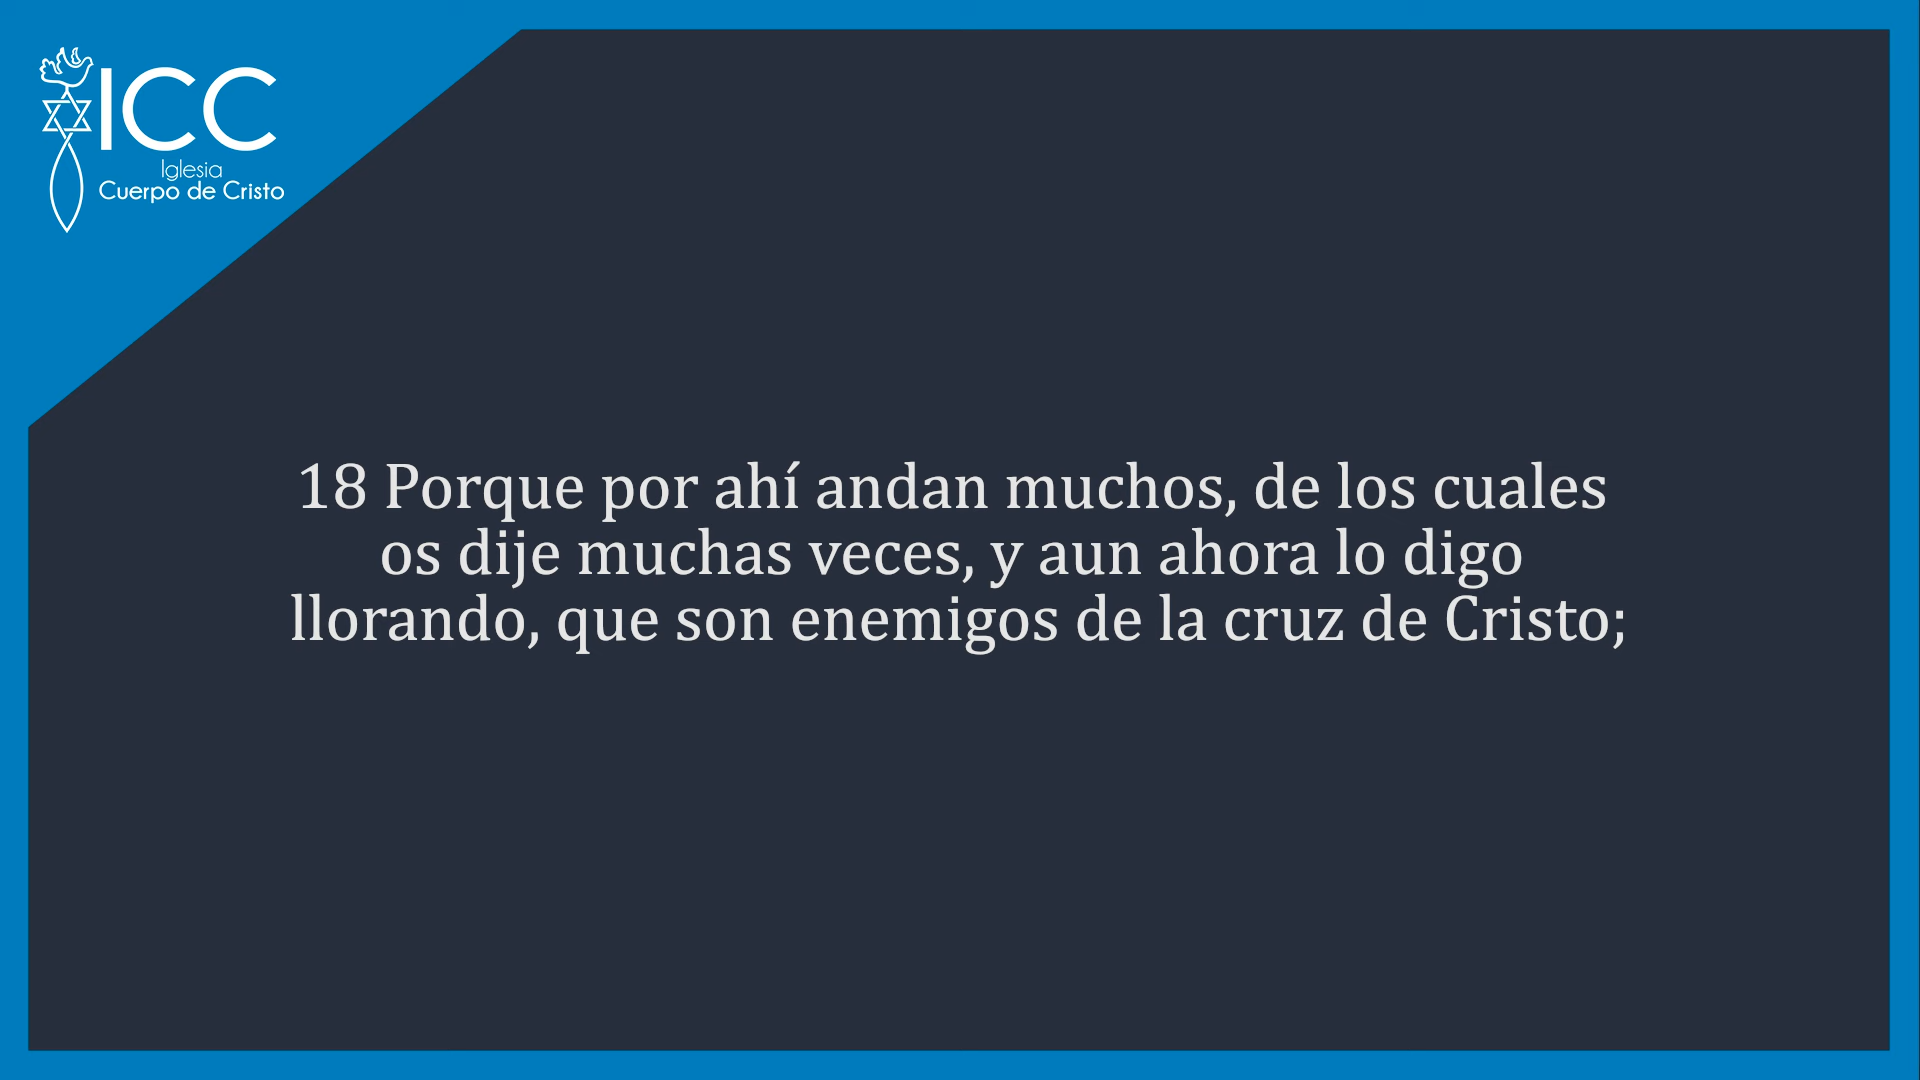 ICC
Iglesia
Cuerpo de Cristo
18 Porque por ahí andan muchos, de los cuales
os dije muchas veces, y aun ahora lo digo
llorando, que son enemigos de la cruz de Cristo;